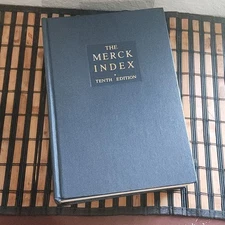 THE
MERCK
INDEX
TENTH EDITION